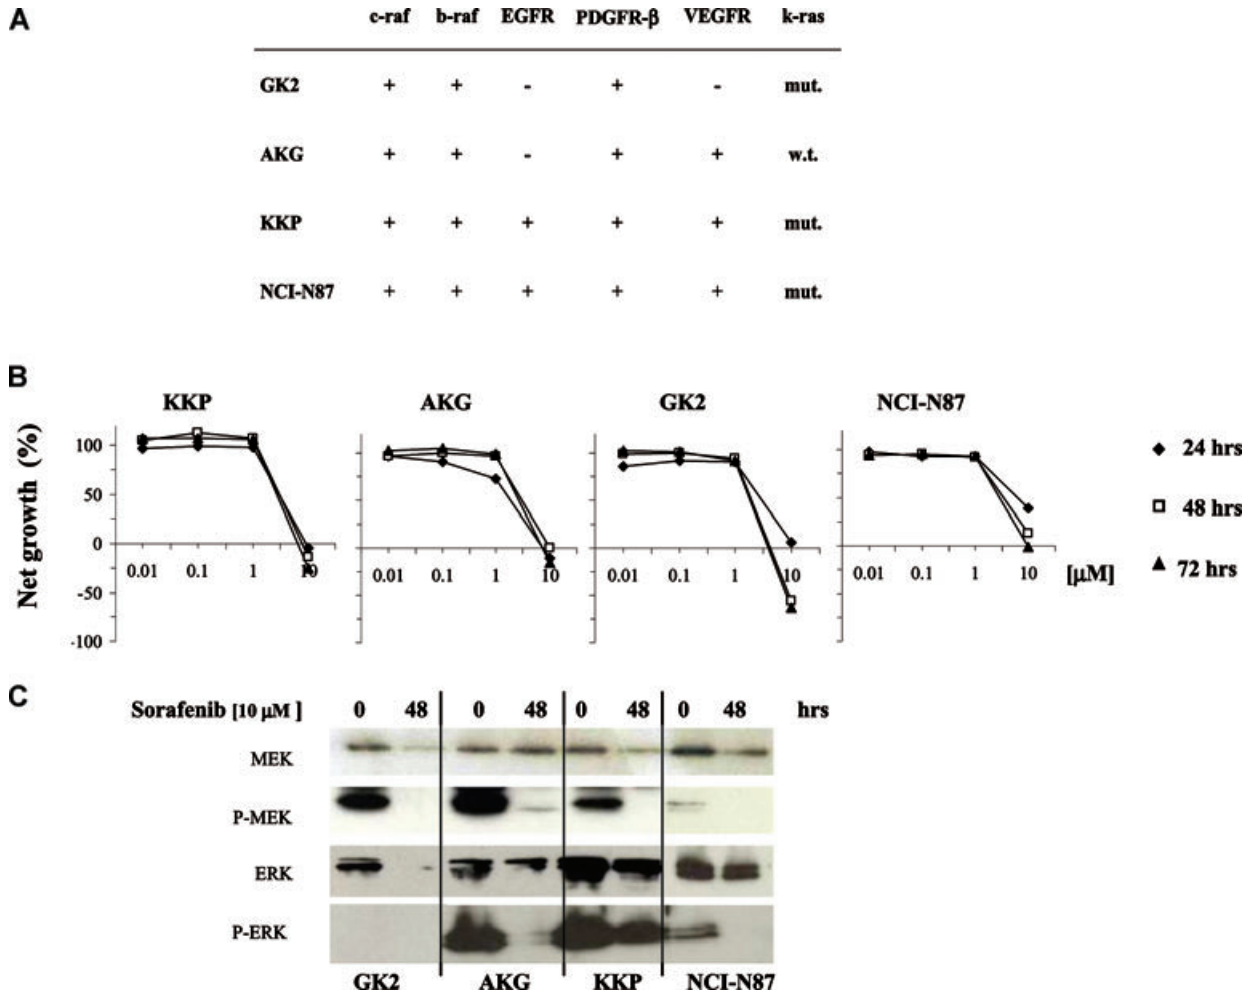 A
c-raf b-raf EGFR PDGFR-β VEGFR k-ras
GK2 + + - + - mut.
AKG + + - + + w.t.
KKP + + + + + mut.
NCI-N87 + + + + + mut.
B
KKP AKG GK2 NCI-N87
Net growth (%)
100
50
0
-50
-100
0.01 0.1 1 10
0.01 0.1 1 10
0.01 0.1 1 10
0.01 0.1 1 10
[μM]
24 hrs
48 hrs
72 hrs
C
Sorafenib [10 μM ] 0 48 0 48 0 48 0 48 hrs
MEK
P-MEK
ERK
P-ERK
GK2 AKG KKP NCI-N87